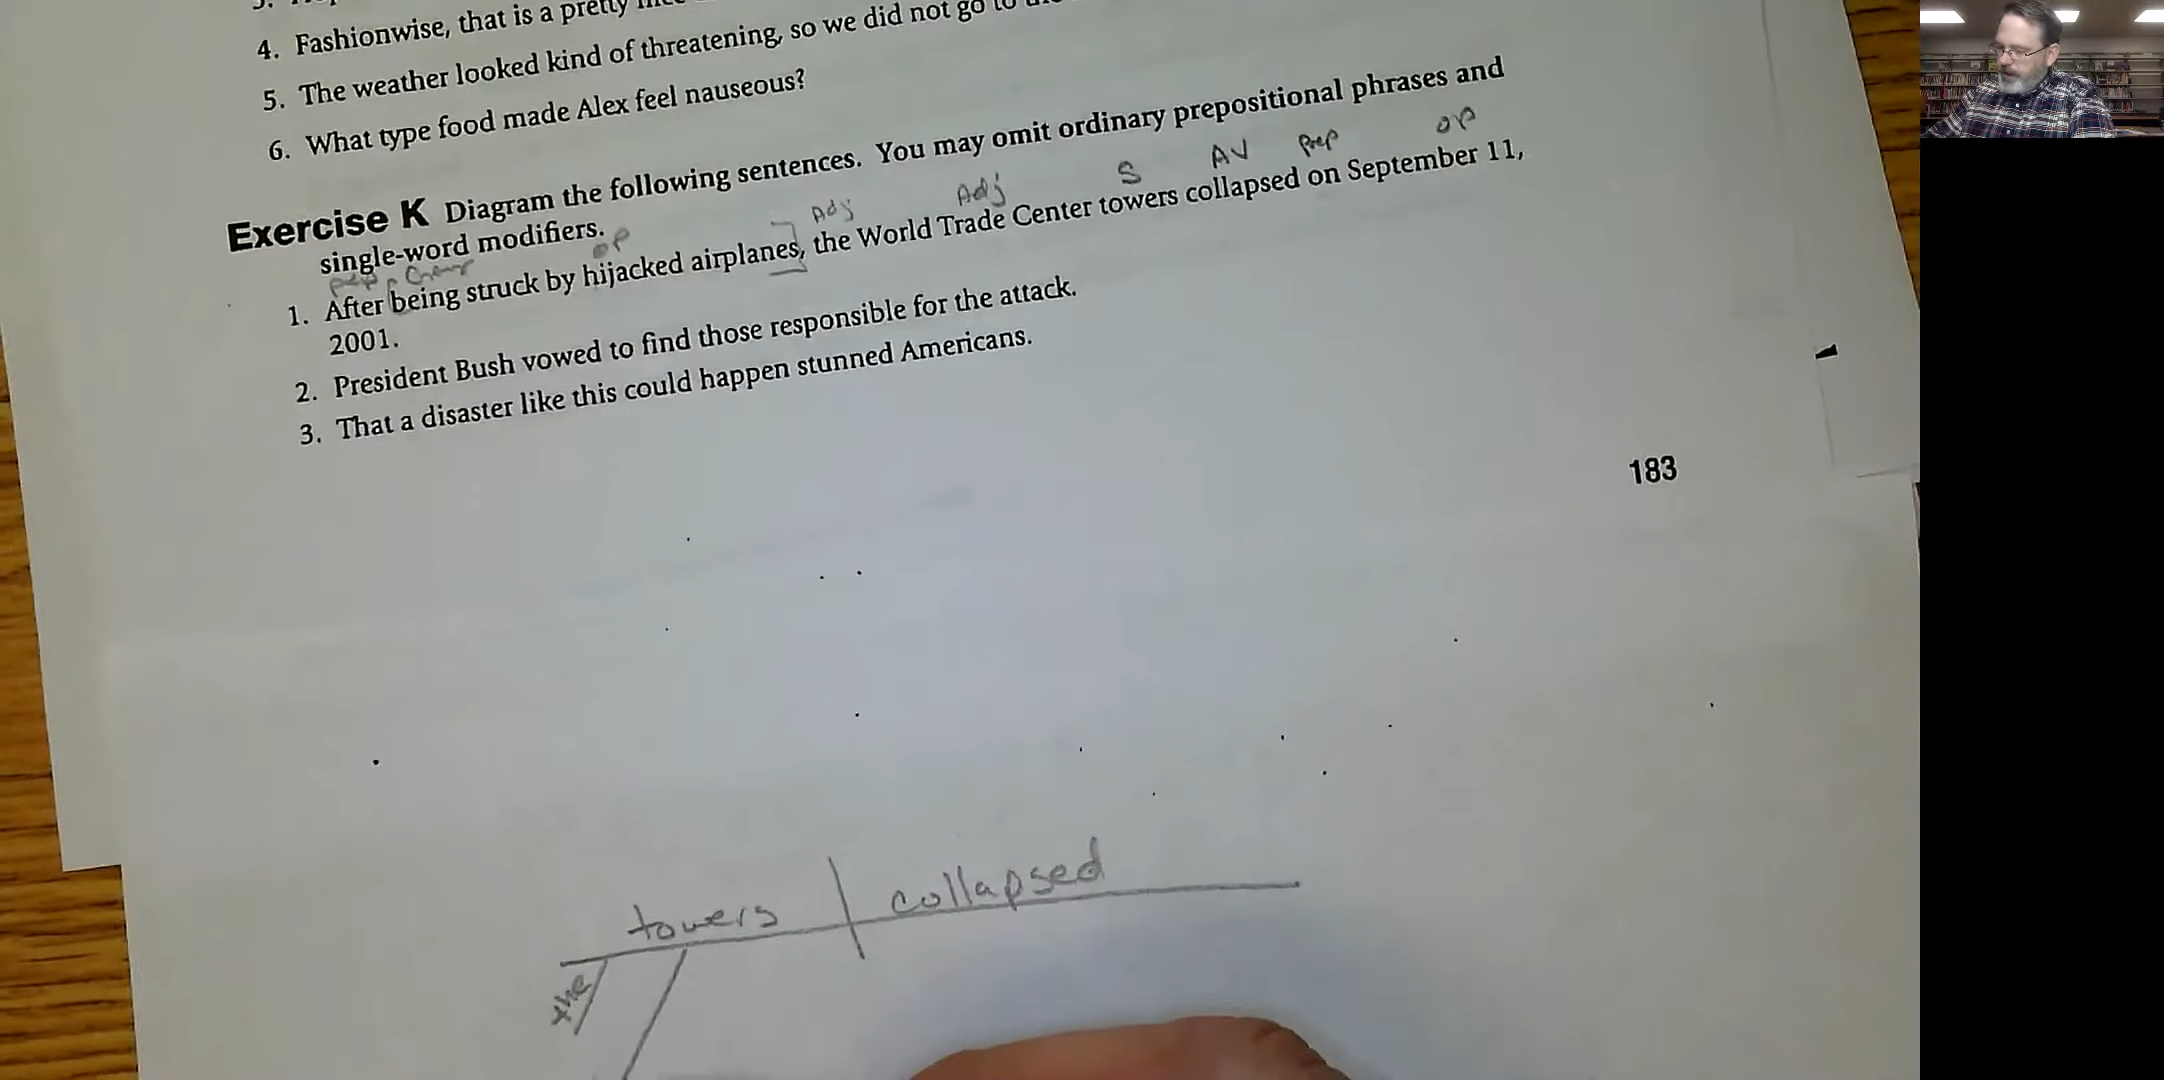 4. Fashionwise, that is a pretty
5. The weather looked kind of threatening, so we did not go to
6. What type food made Alex feel nauseous?
Exercise K Diagram the following sentences. You may omit ordinary prepositional phrases and
single-word modifiers.
prep Ger OP Adj Adj S AV Prep OP
1. After being struck by hijacked airplanes, the World Trade Center towers collapsed on September 11,
2001.
2. President Bush vowed to find those responsible for the attack.
3. That a disaster like this could happen stunned Americans.
183
towers collapsed
the